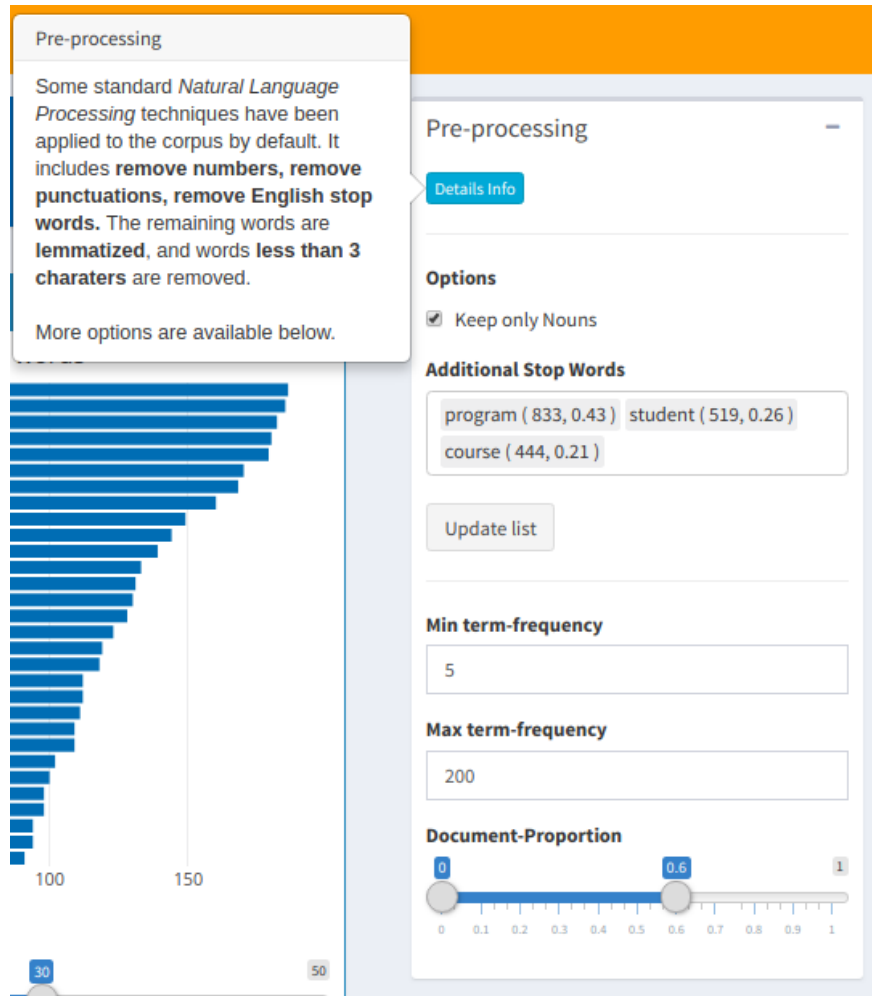 Pre-processing
Some standard Natural Language
Processing techniques have been
applied to the corpus by default. It
includes remove numbers, remove
punctuations, remove English stop
words. The remaining words are
lemmatized, and words less than 3
charaters are removed.
More options are available below.
100 150
30 50
Pre-processing
Details Info
Options
Keep only Nouns
Additional Stop Words
program ( 833, 0.43 ) student ( 519, 0.26 )
course ( 444, 0.21 )
Update list
Min term-frequency
5
Max term-frequency
200
Document-Proportion
0 0.6 1
0 0.1 0.2 0.3 0.4 0.5 0.6 0.7 0.8 0.9 1